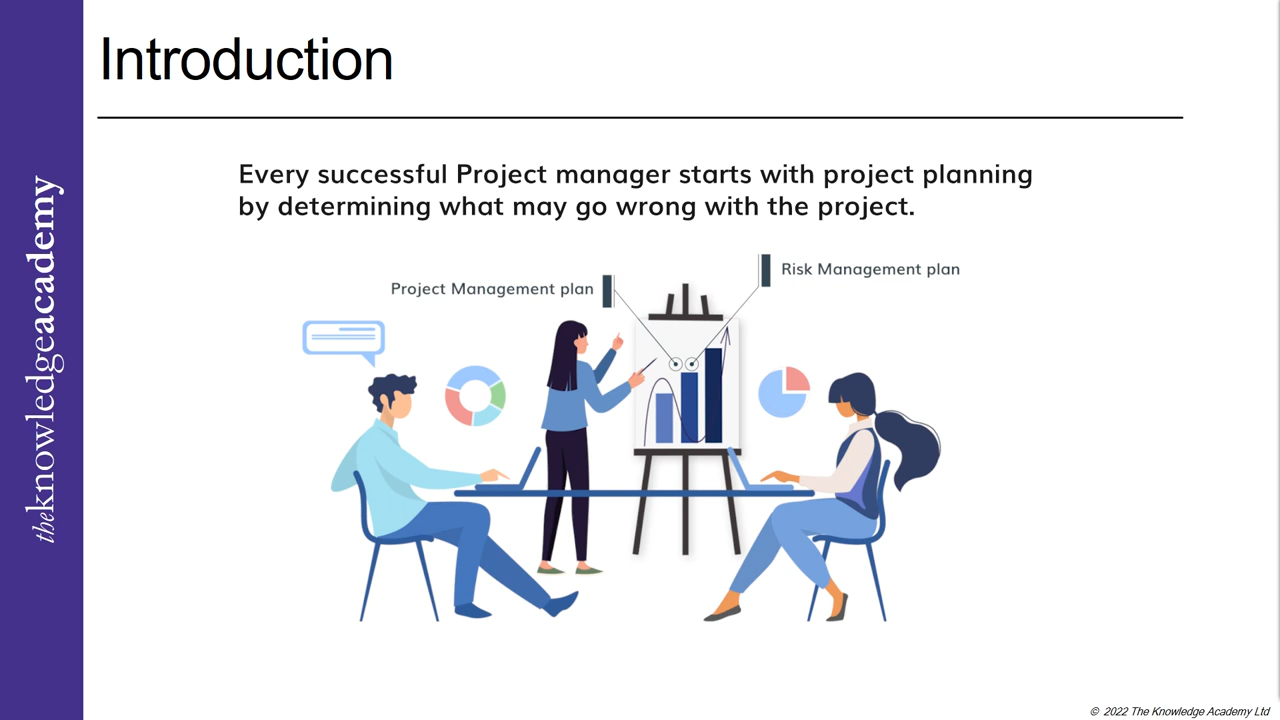 Introduction
Every successful Project manager starts with project planning
by determining what may go wrong with the project.
Risk Management plan
Project Management plan
theknowledgeacademy
© 2022 The Knowledge Academy Ltd